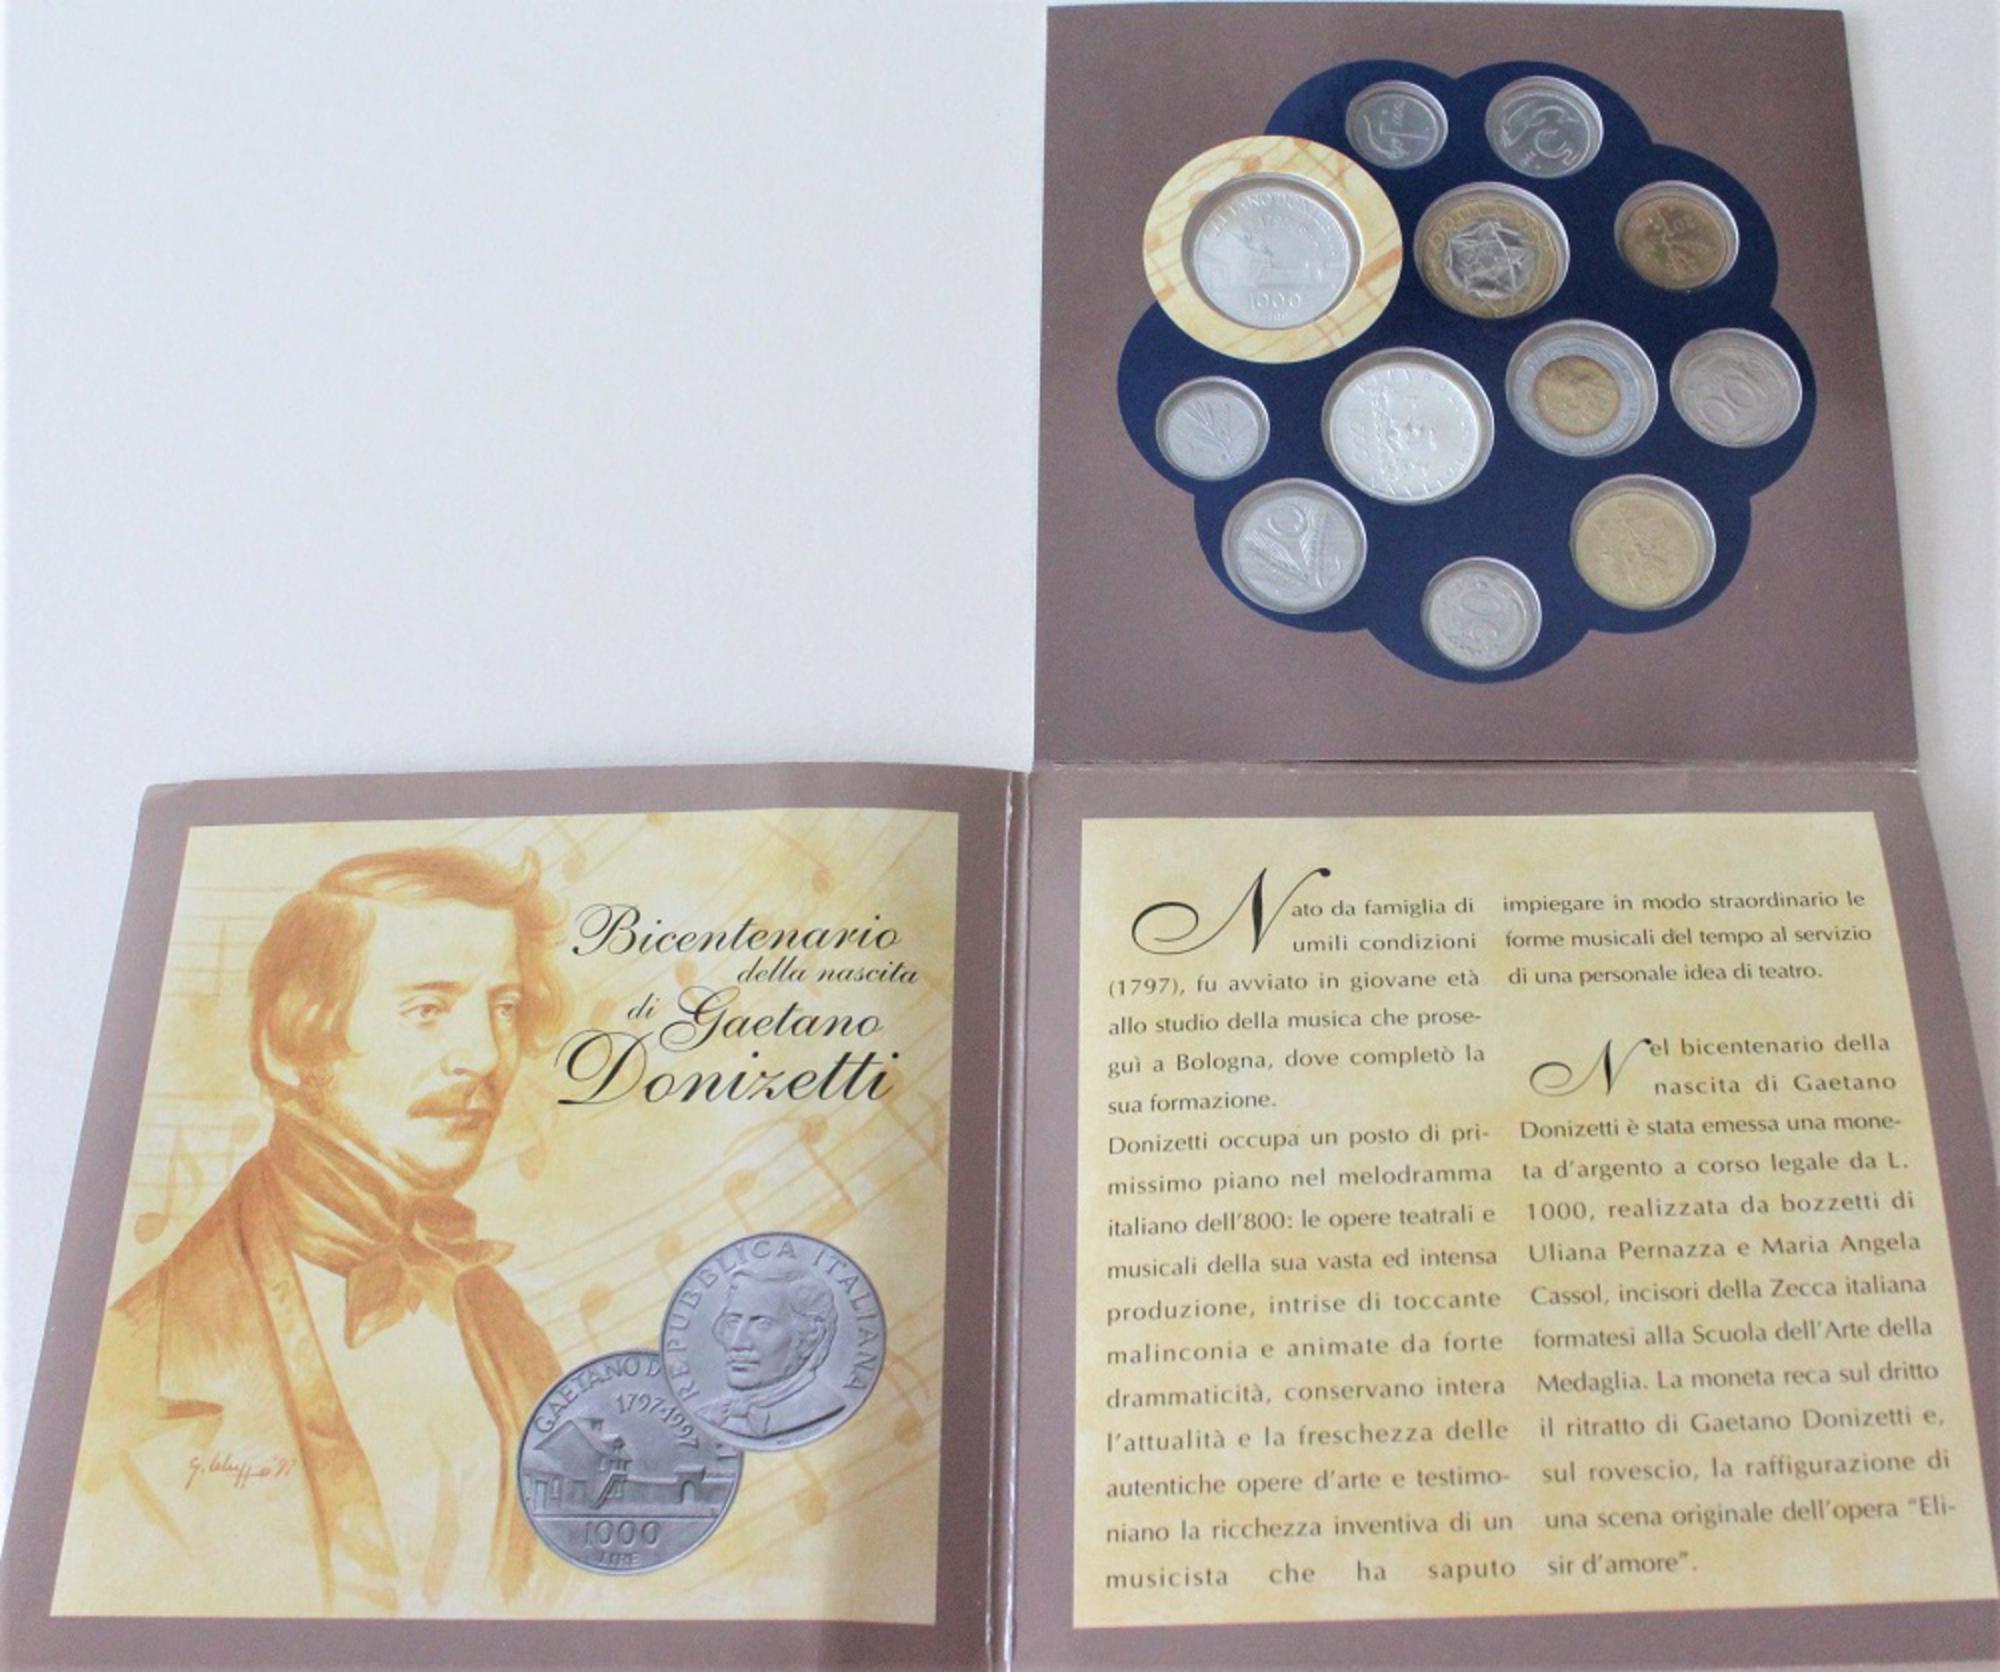 1000
Bicentenario
della nascita
di Gaetano
Donizetti
REPUBBLICA ITALIANA
GAETANO D
1797-1997
1000
LIRE
Nato da famiglia di
umili condizioni
(1797), fu avviato in giovane età
allo studio della musica che prose-
guì a Bologna, dove completò la
sua formazione.
Donizetti occupa un posto di pri-
missimo piano nel melodramma
italiano dell'800: le opere teatrali e
musicali della sua vasta ed intensa
produzione, intrise di toccante
malinconia e animate da forte
drammaticità, conservano intera
l'attualità e la freschezza delle
autentiche opere d'arte e testimo-
niano la ricchezza inventiva di un
musicista che ha saputo
impiegare in modo straordinario le
forme musicali del tempo al servizio
di una personale idea di teatro.
Nel bicentenario della
nascita di Gaetano
Donizetti è stata emessa una mone-
ta d'argento a corso legale da L.
1000, realizzata da bozzetti di
Uliana Pernazza e Maria Angela
Cassol, incisori della Zecca italiana
formatesi alla Scuola dell'Arte della
Medaglia. La moneta reca sul dritto
il ritratto di Gaetano Donizetti e,
sul rovescio, la raffigurazione di
una scena originale dell'opera "Eli-
sir d'amore".